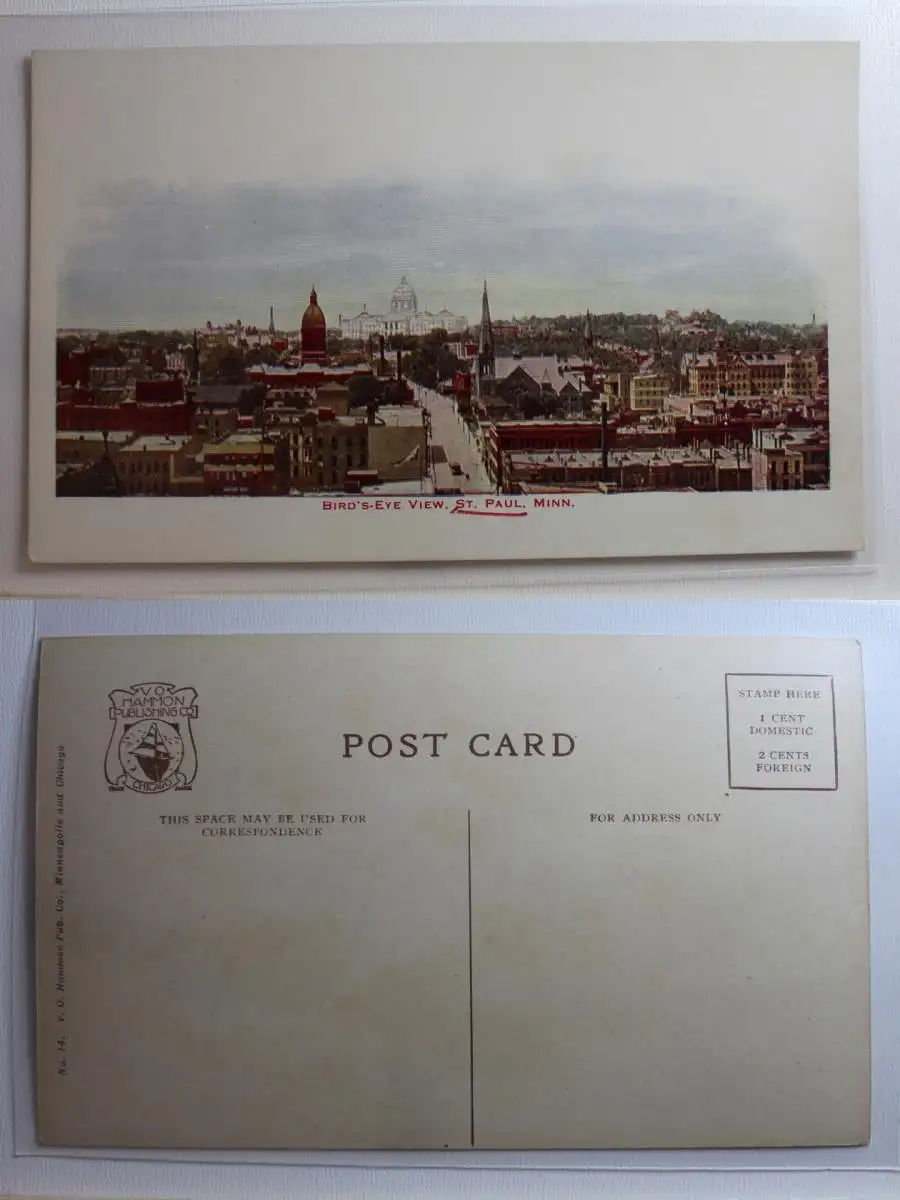 BIRD'S-EYE VIEW, ST. PAUL, MINN.
V O
HAMMON
PUBLISHING CO
CHICAGO
TRADE MARK
POST CARD
STAMP HERE
1 CENT
DOMESTIC
2 CENTS
FOREIGN
THIS SPACE MAY BE USED FOR
CORRESPONDENCE
FOR ADDRESS ONLY
No. 14. V. O. Hammon Pub. Co., Minneapolis and Chicago